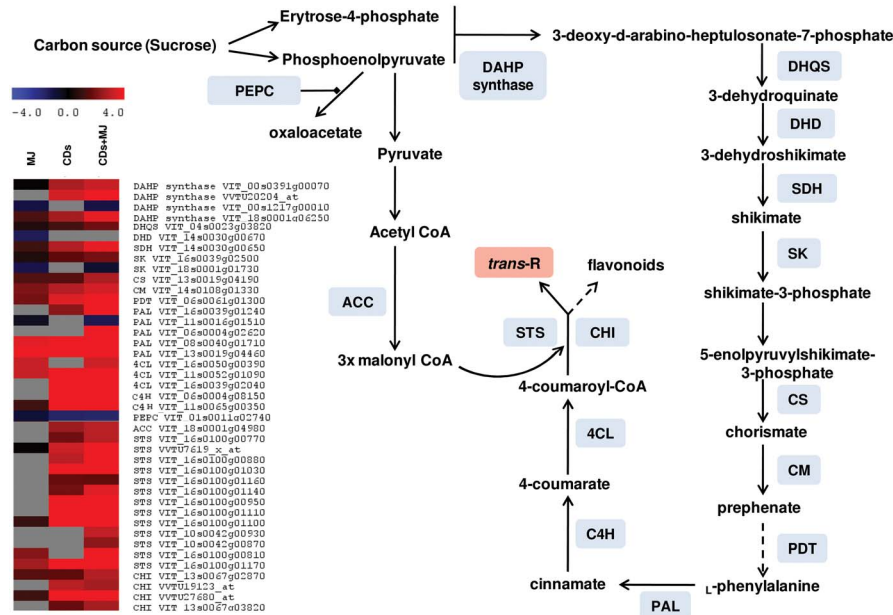 Erytrose-4-phosphate
Carbon source (Sucrose)
Phosphoenolpyruvate
3-deoxy-d-arabino-heptulosonate-7-phosphate
DAHP
synthase
PEPC
oxaloacetate
Pyruvate
Acetyl CoA
ACC
3x malonyl CoA
trans-R
flavonoids
STS
CHI
4-coumaroyl-CoA
4CL
4-coumarate
C4H
cinnamate
PAL
L-phenylalanine
DHQS
3-dehydroquinate
DHD
3-dehydroshikimate
SDH
shikimate
SK
shikimate-3-phosphate
5-enolpyruvylshikimate-
3-phosphate
CS
chorismate
CM
prephenate
PDT
-4.0 0.0 4.0
MJ
CDs
CDs+MJ
DAHP synthase VIT_00s0391g00070
DAHP synthase VVTU20204_at
DAHP synthase VIT_00s1217g00010
DAHP synthase VIT_18s0001g06250
DHQS VIT_04s0023g03820
DHD VIT_14s0030g00670
SDH VIT_14s0030g00650
SK VIT_16s0039g02500
SK VIT_18s0001g01730
CS VIT_13s0019g04190
CM VIT_14s0108g01330
PDT VIT_06s0061g01300
PAL VIT_16s0039g01240
PAL VIT_11s0016g01510
PAL VIT_06s0004g02620
PAL VIT_08s0040g01710
PAL VIT_13s0019g04460
4CL VIT_16s0050g00390
4CL VIT_11s0052g01090
4CL VIT_16s0039g02040
C4H VIT_06s0004g08150
C4H VIT_11s0065g00350
PEPC VIT_01s0011g02740
ACC VIT_18s0001g04980
STS VIT_16s0100g00770
STS VVTU7619_x_at
STS VIT_16s0100g00880
STS VIT_16s0100g01030
STS VIT_16s0100g01160
STS VIT_16s0100g01140
STS VIT_16s0100g00950
STS VIT_16s0100g01110
STS VIT_16s0100g01100
STS VIT_10s0042g00930
STS VIT_10s0042g00870
STS VIT_16s0100g00810
STS VIT_16s0100g01170
CHI VIT_13s0067g02870
CHI VVTU19123_at
CHI VVTU27680_at
CHI VIT_13s0067g03820